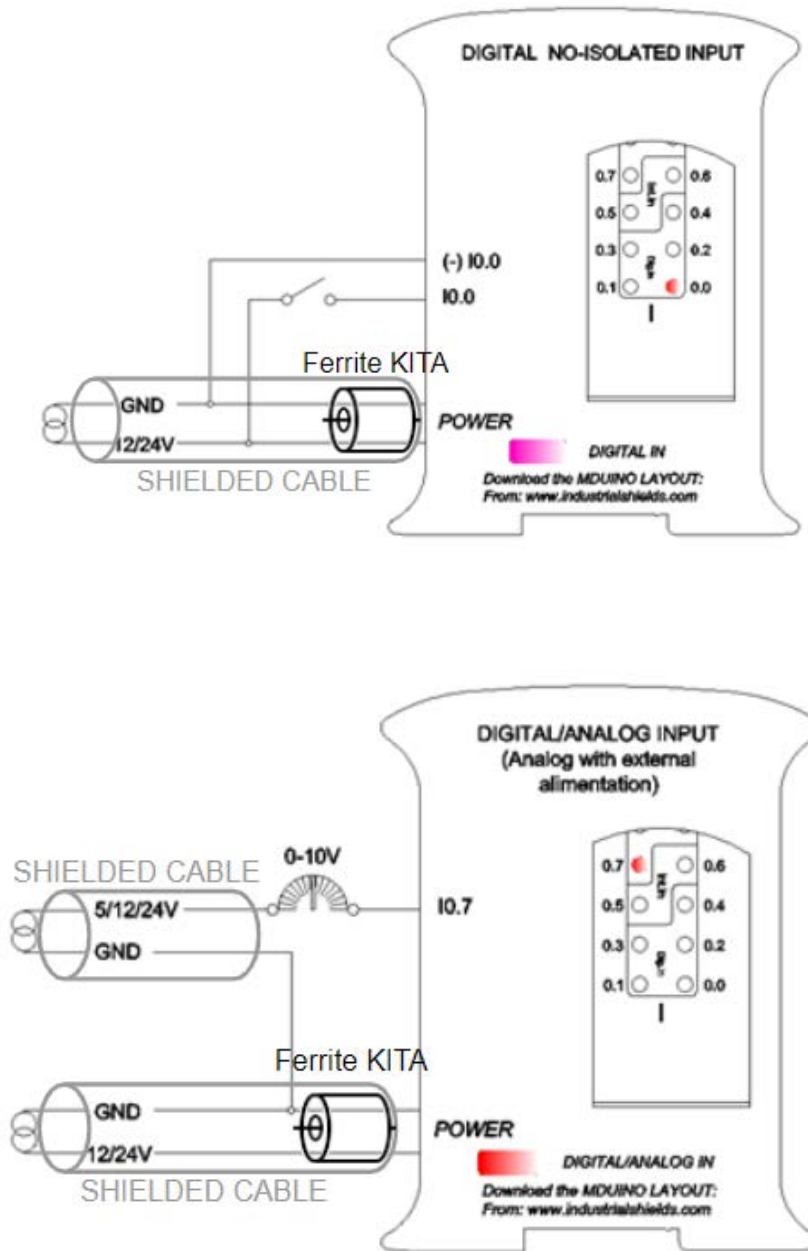 DIGITAL NO-ISOLATED INPUT
0.7 0.6
0.5 0.4
0.3 0.2
0.1 0.0
I
(-) I0.0
I0.0
Ferrite KITA
GND
12/24V
SHIELDED CABLE
POWER
DIGITAL IN
Download the MDUINO LAYOUT:
From: www.industrialshields.com
DIGITAL/ANALOG INPUT
(Analog with external
alimentation)
0.7 0.6
0.5 0.4
0.3 0.2
0.1 0.0
I
SHIELDED CABLE
0-10V
5/12/24V
I0.7
GND
Ferrite KITA
GND
12/24V
SHIELDED CABLE
POWER
DIGITAL/ANALOG IN
Download the MDUINO LAYOUT:
From: www.industrialshields.com